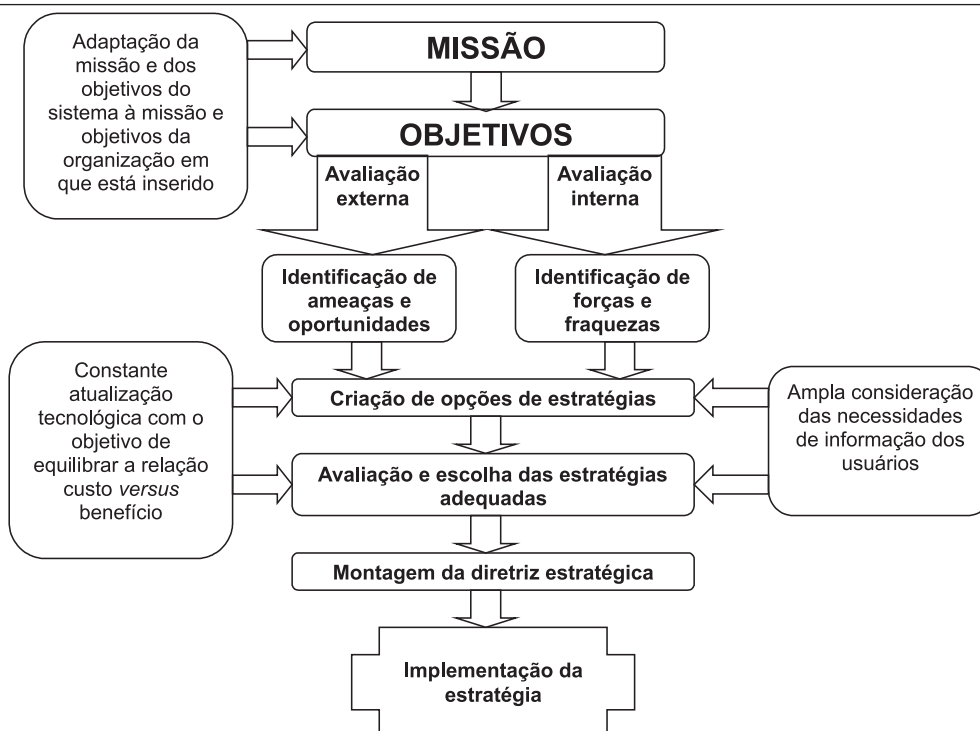 Adaptação da
missão e dos
objetivos do
sistema à missão e
objetivos da
organização em
que está inserido
MISSÃO
OBJETIVOS
Avaliação
externa
Avaliação
interna
Identificação de
ameaças e
oportunidades
Identificação de
forças e
fraquezas
Constante
atualização
tecnológica com o
objetivo de
equilibrar a relação
custo versus
benefício
Criação de opções de estratégias
Ampla consideração
das necessidades
de informação dos
usuários
Avaliação e escolha das estratégias
adequadas
Montagem da diretriz estratégica
Implementação da
estratégia